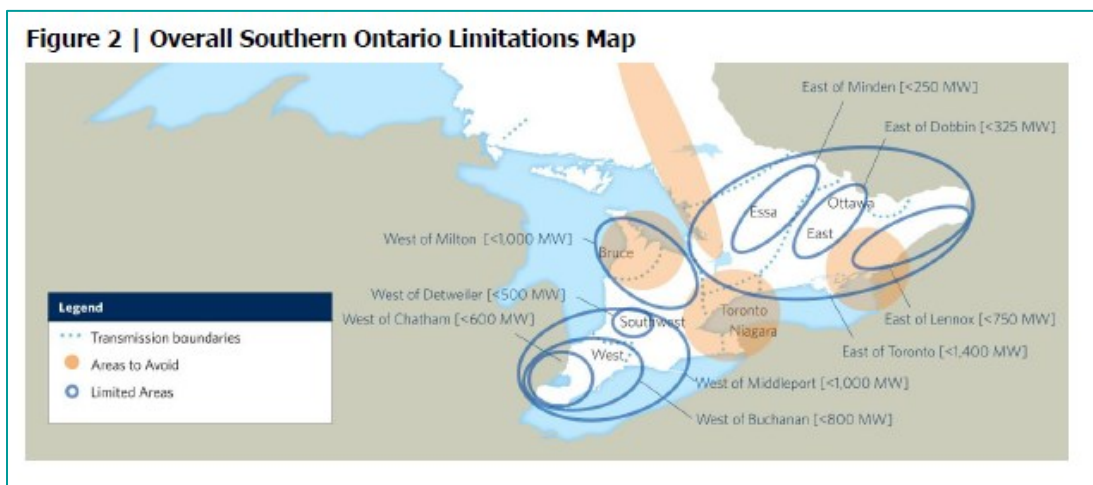 Figure 2 | Overall Southern Ontario Limitations Map
East of Minden [<250 MW]
East of Dobbin [<325 MW]
Essa
Ottawa
East
West of Milton [<1,000 MW]
Bruce
West of Detweiler [<500 MW]
West of Chatham [<600 MW]
Southwest
Toronto
Niagara
West
East of Lennox [<750 MW]
East of Toronto [<1,400 MW]
West of Middleport [<1,000 MW]
West of Buchanan [<800 MW]
Legend
Transmission boundaries
Areas to Avoid
Limited Areas